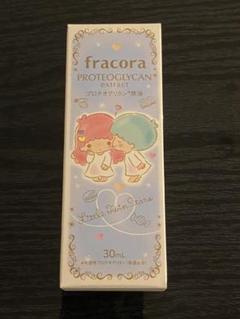 fracora
PROTEOGLYCAN
EXTRACT
プロテオグリカン原液
Little Twin Stars
30mL